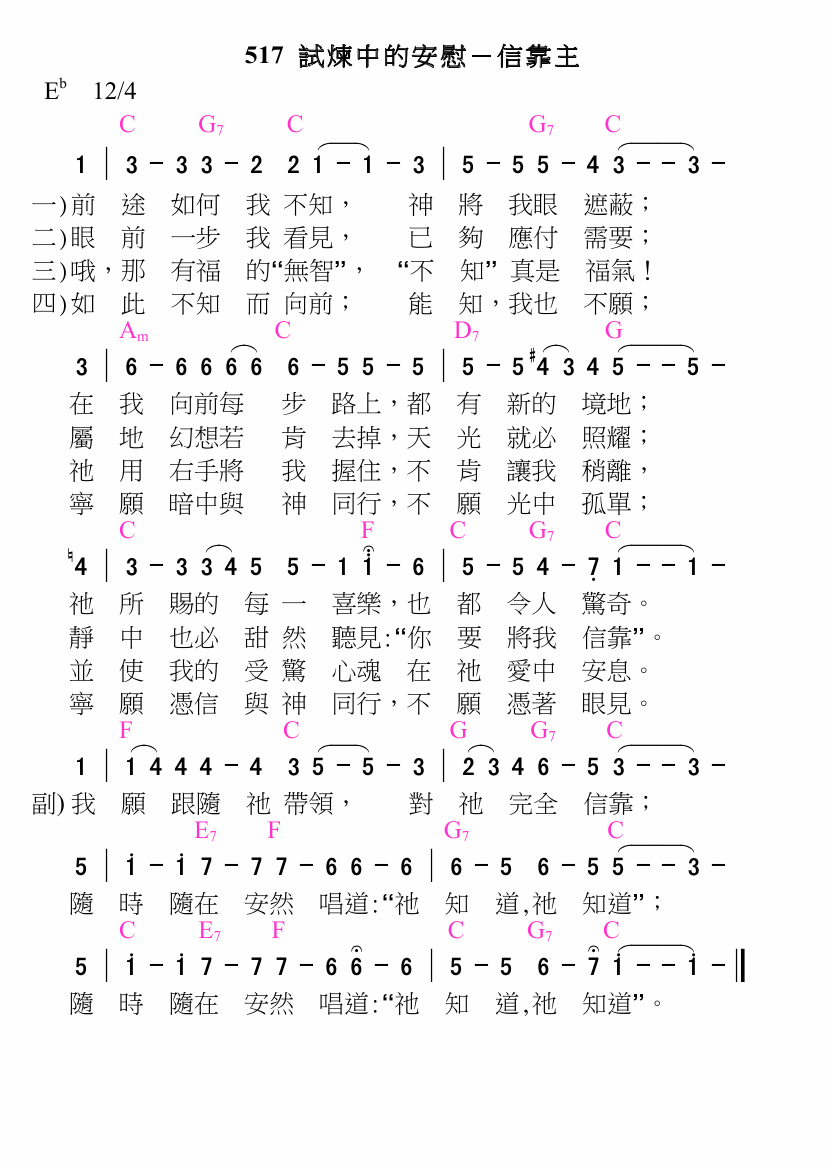 517 試煉中的安慰－信靠主
E♭ 12/4
C G7 C G7 C
1 | 3 - 3 3 - 2 2 1 - 1 - 3 | 5 - 5 5 - 4 3 - - 3 -
一)前 途 如何 我 不知， 神 將 我眼 遮蔽；
二)眼 前 一步 我 看見， 已 夠 應付 需要；
三)哦，那 有福 的“無智”， “不 知” 真是 福氣！
四)如 此 不知 而 向前； 能 知，我也 不願；
Am C D7 G
3 | 6 - 6 6 6 6 6 - 5 5 - 5 | 5 - 5 #4 3 4 5 - - 5 -
在 我 向前每 步 路上，都 有 新的 境地；
屬 地 幻想若 肯 去掉，天 光 就必 照耀；
祂 用 右手將 我 握住，不 肯 讓我 稍離，
寧 願 暗中與 神 同行，不 願 光中 孤單；
C F C G7 C
♮4 | 3 - 3 3 4 5 5 - 1 i - 6 | 5 - 5 4 - 7̣ 1 - - 1 -
祂 所 賜的 每 一 喜樂，也 都 令人 驚奇。
靜 中 也必 甜 然 聽見:“你 要 將我 信靠”。
並 使 我的 受 驚 心魂 在 祂 愛中 安息。
寧 願 憑信 與 神 同行，不 願 憑著 眼見。
F C G G7 C
1 | 1 4 4 4 - 4 3 5 - 5 - 3 | 2 3 4 6 - 5 3 - - 3 -
副) 我 願 跟隨 祂 帶領， 對 祂 完全 信靠；
E7 F G7 C
5 | i - i 7 - 7 7 - 6 6 - 6 | 6 - 5 6 - 5 5 - - 3 -
隨 時 隨在 安然 唱道:“祂 知 道,祂 知道”；
C E7 F C G7 C
5 | i - i 7 - 7 7 - 6 6 - 6 | 5 - 5 6 - 7 i - - i - ‖
隨 時 隨在 安然 唱道:“祂 知 道,祂 知道”。